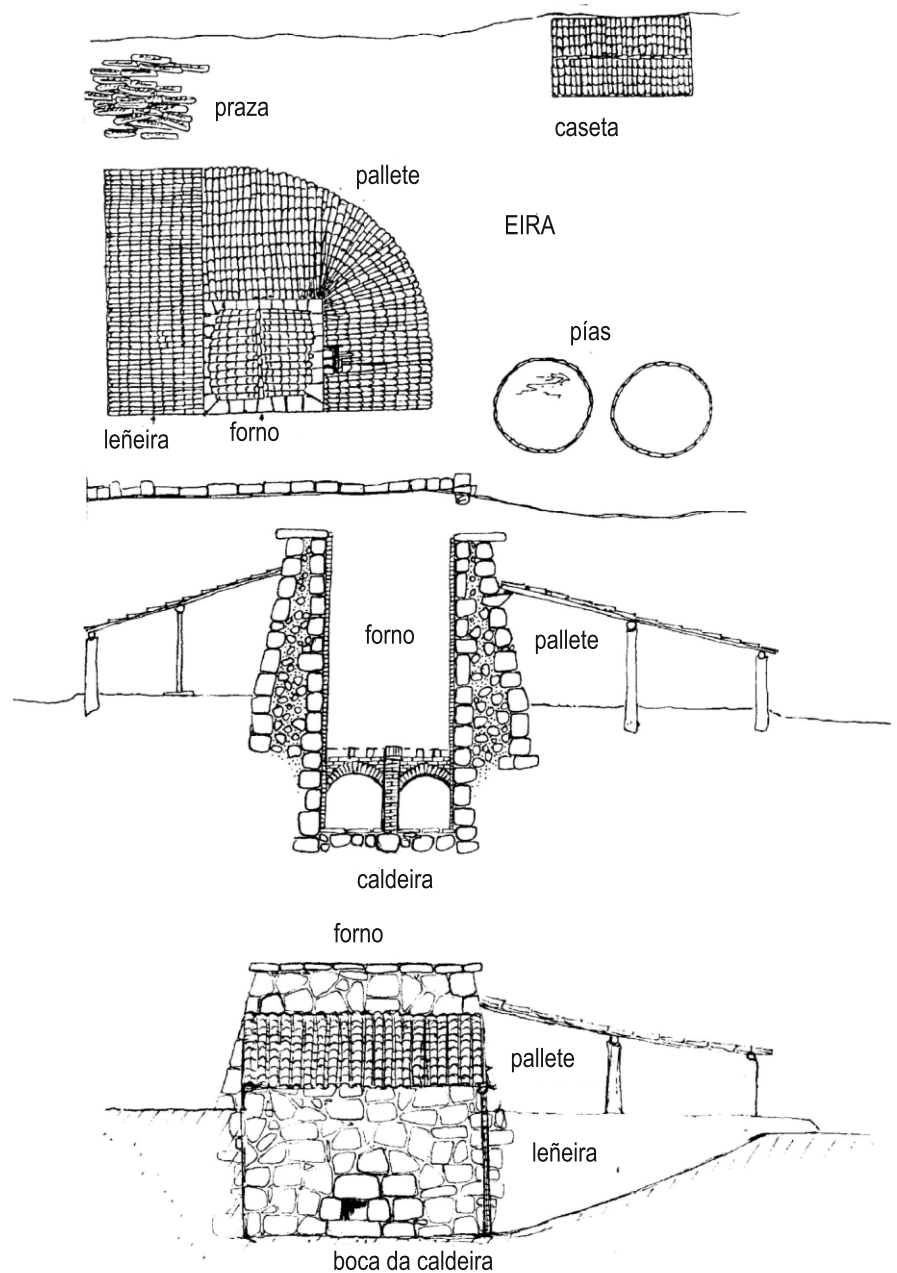 praza
caseta
pallete
EIRA
pías
leñeira
forno
forno
pallete
caldeira
forno
pallete
leñeira
boca da caldeira